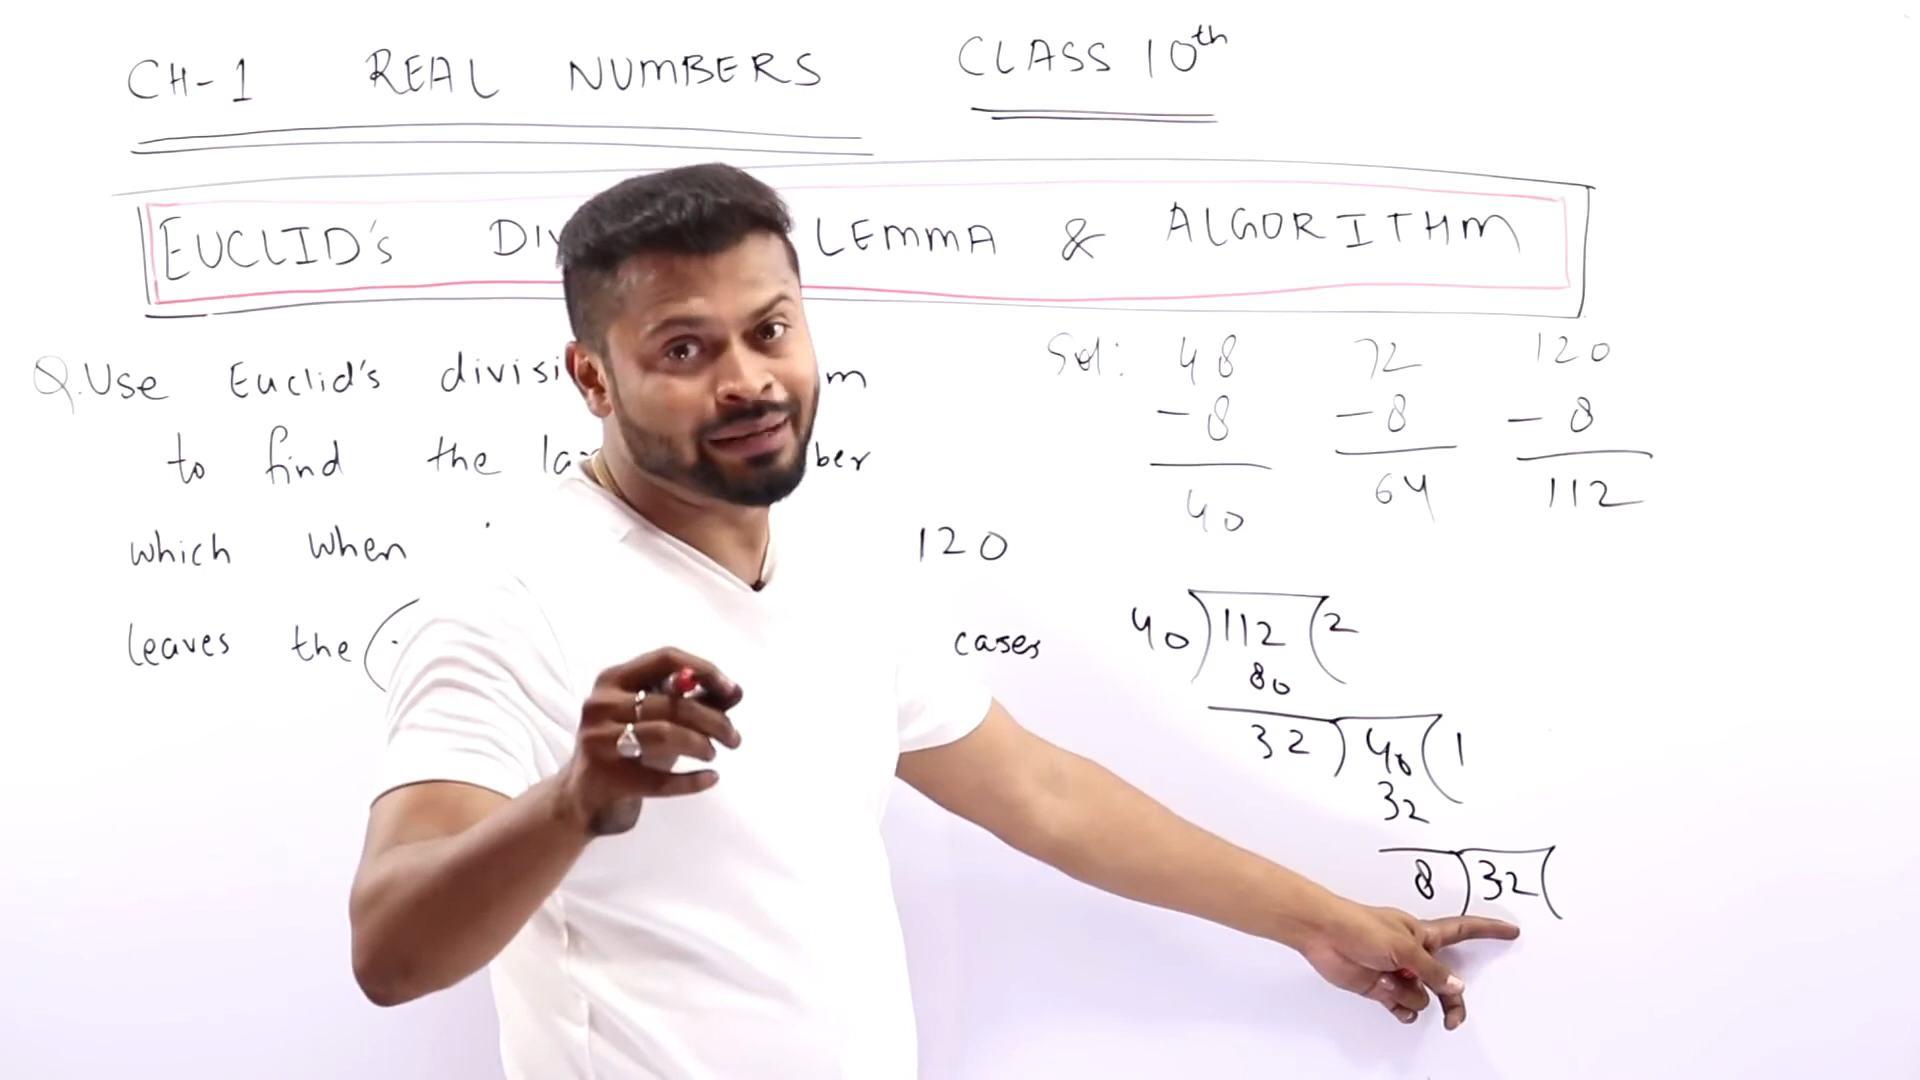 CH-1 REAL NUMBERS CLASS 10th
EUCLID's LEMMA & ALGORITHM
Q. Use Euclid's
to find the
which when 120
leaves the cases
Sol: 48 72 120
-8 -8 -8
40 64 112
40)112(2
80
32)40(1
32
8)32(